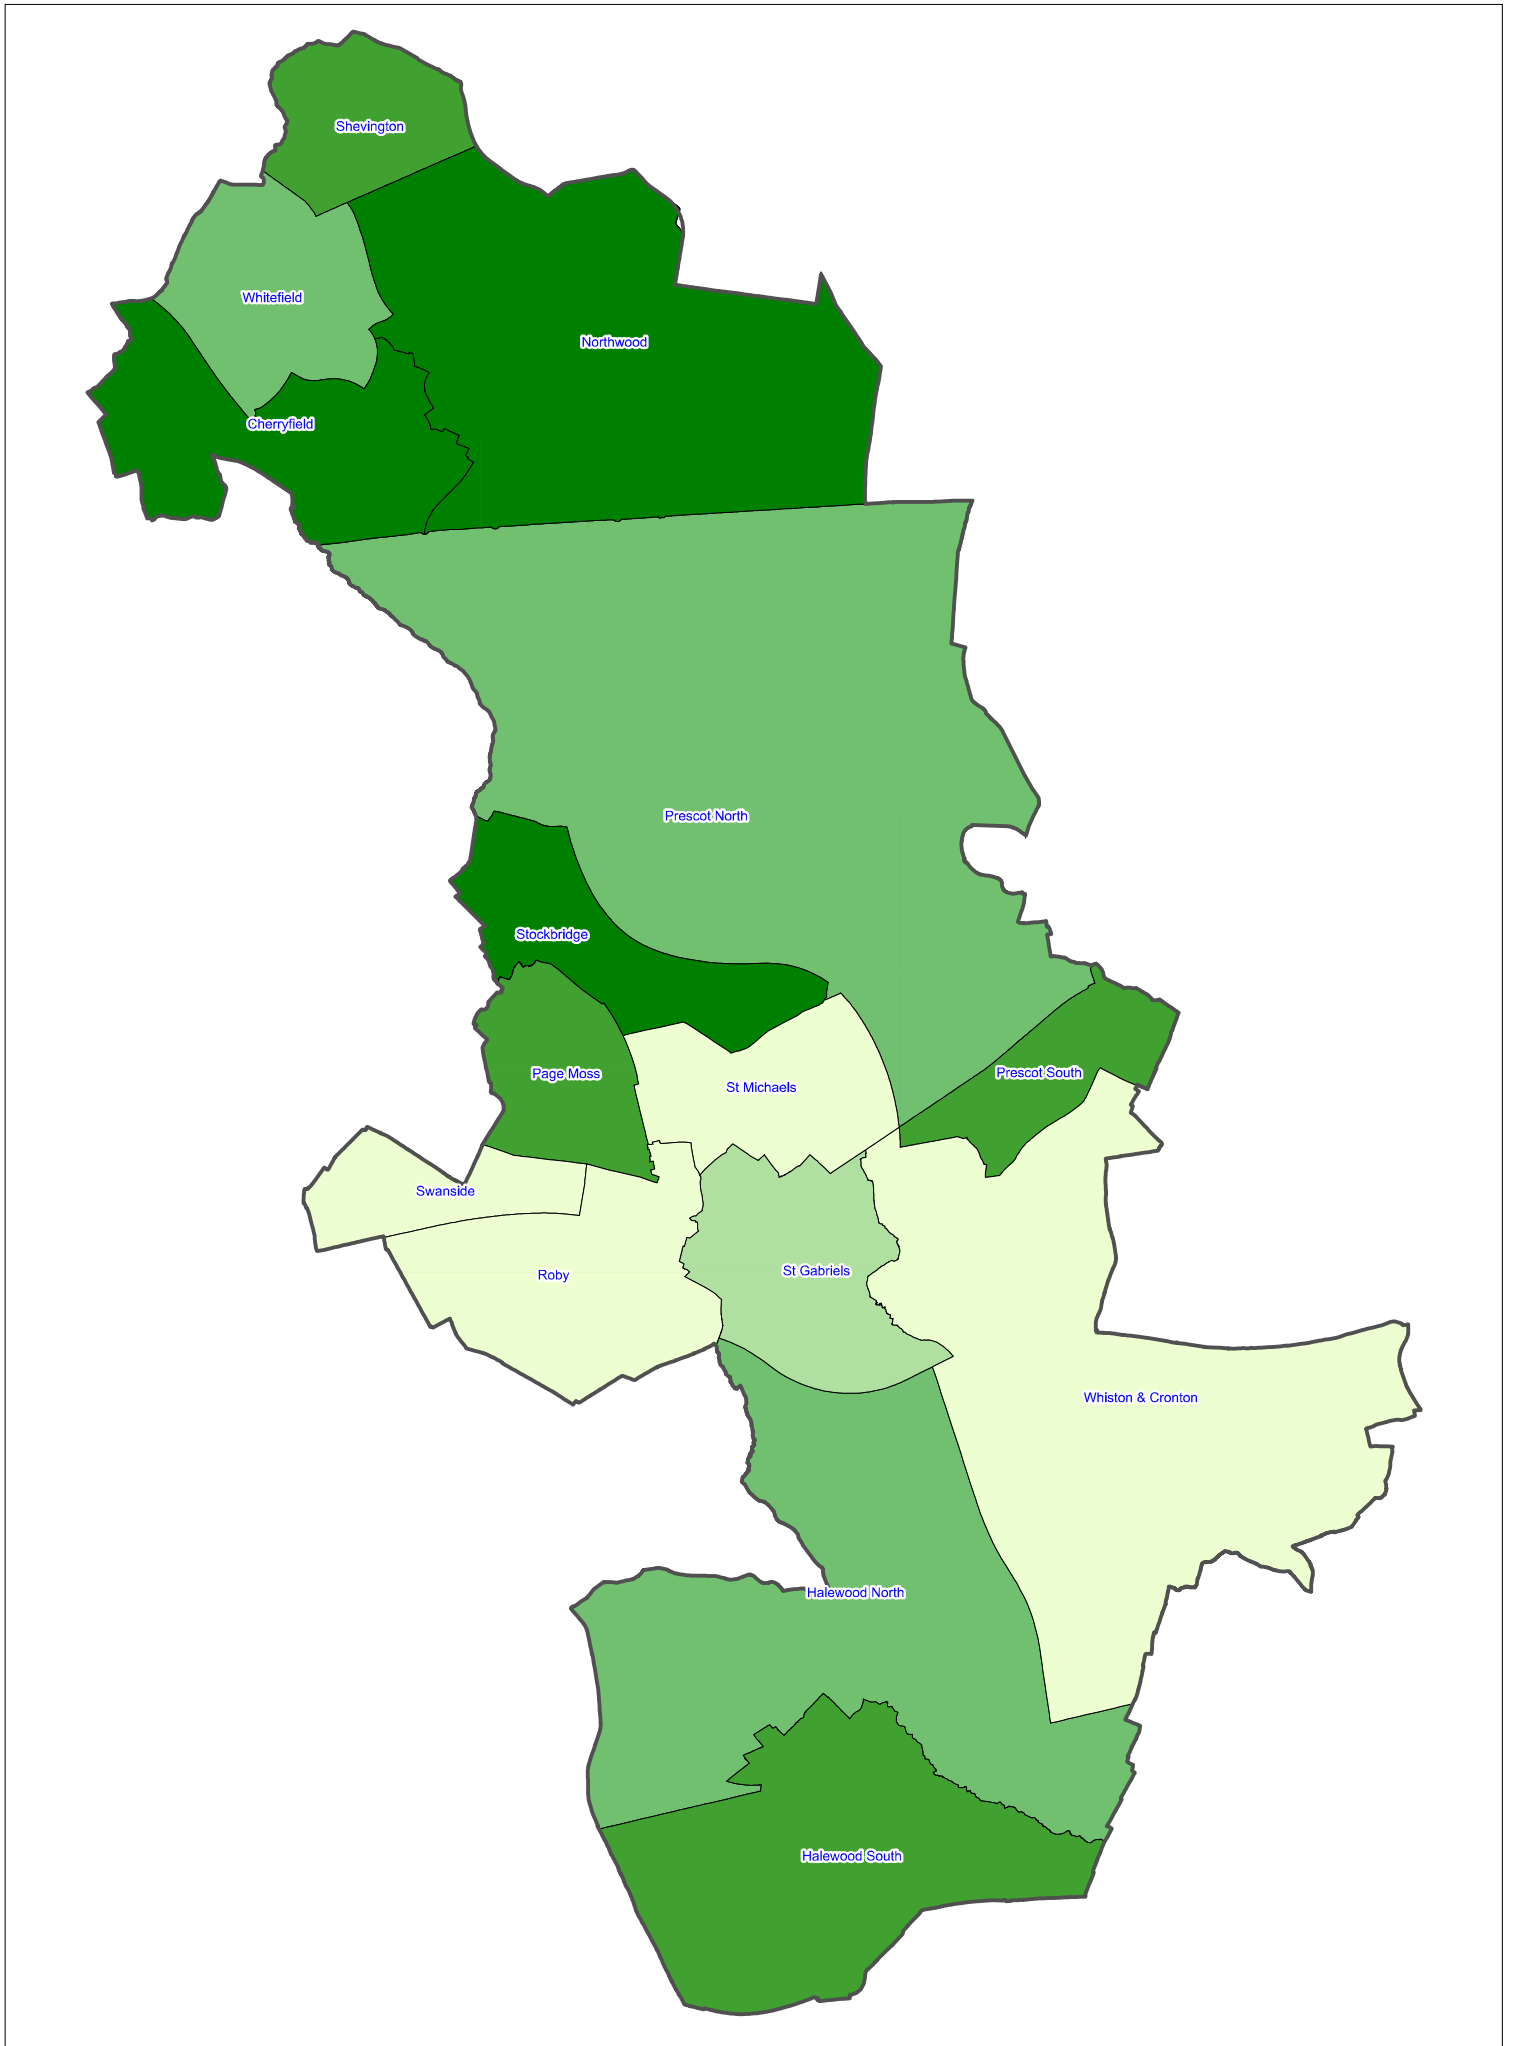 Shevington
Whitefield
Northwood
Cherryfield
Prescot North
Stockbridge
Page Moss
Prescot South
St Michaels
Swanside
St Gabriels
Roby
Whiston & Cronton
Halewood North
Halewood South